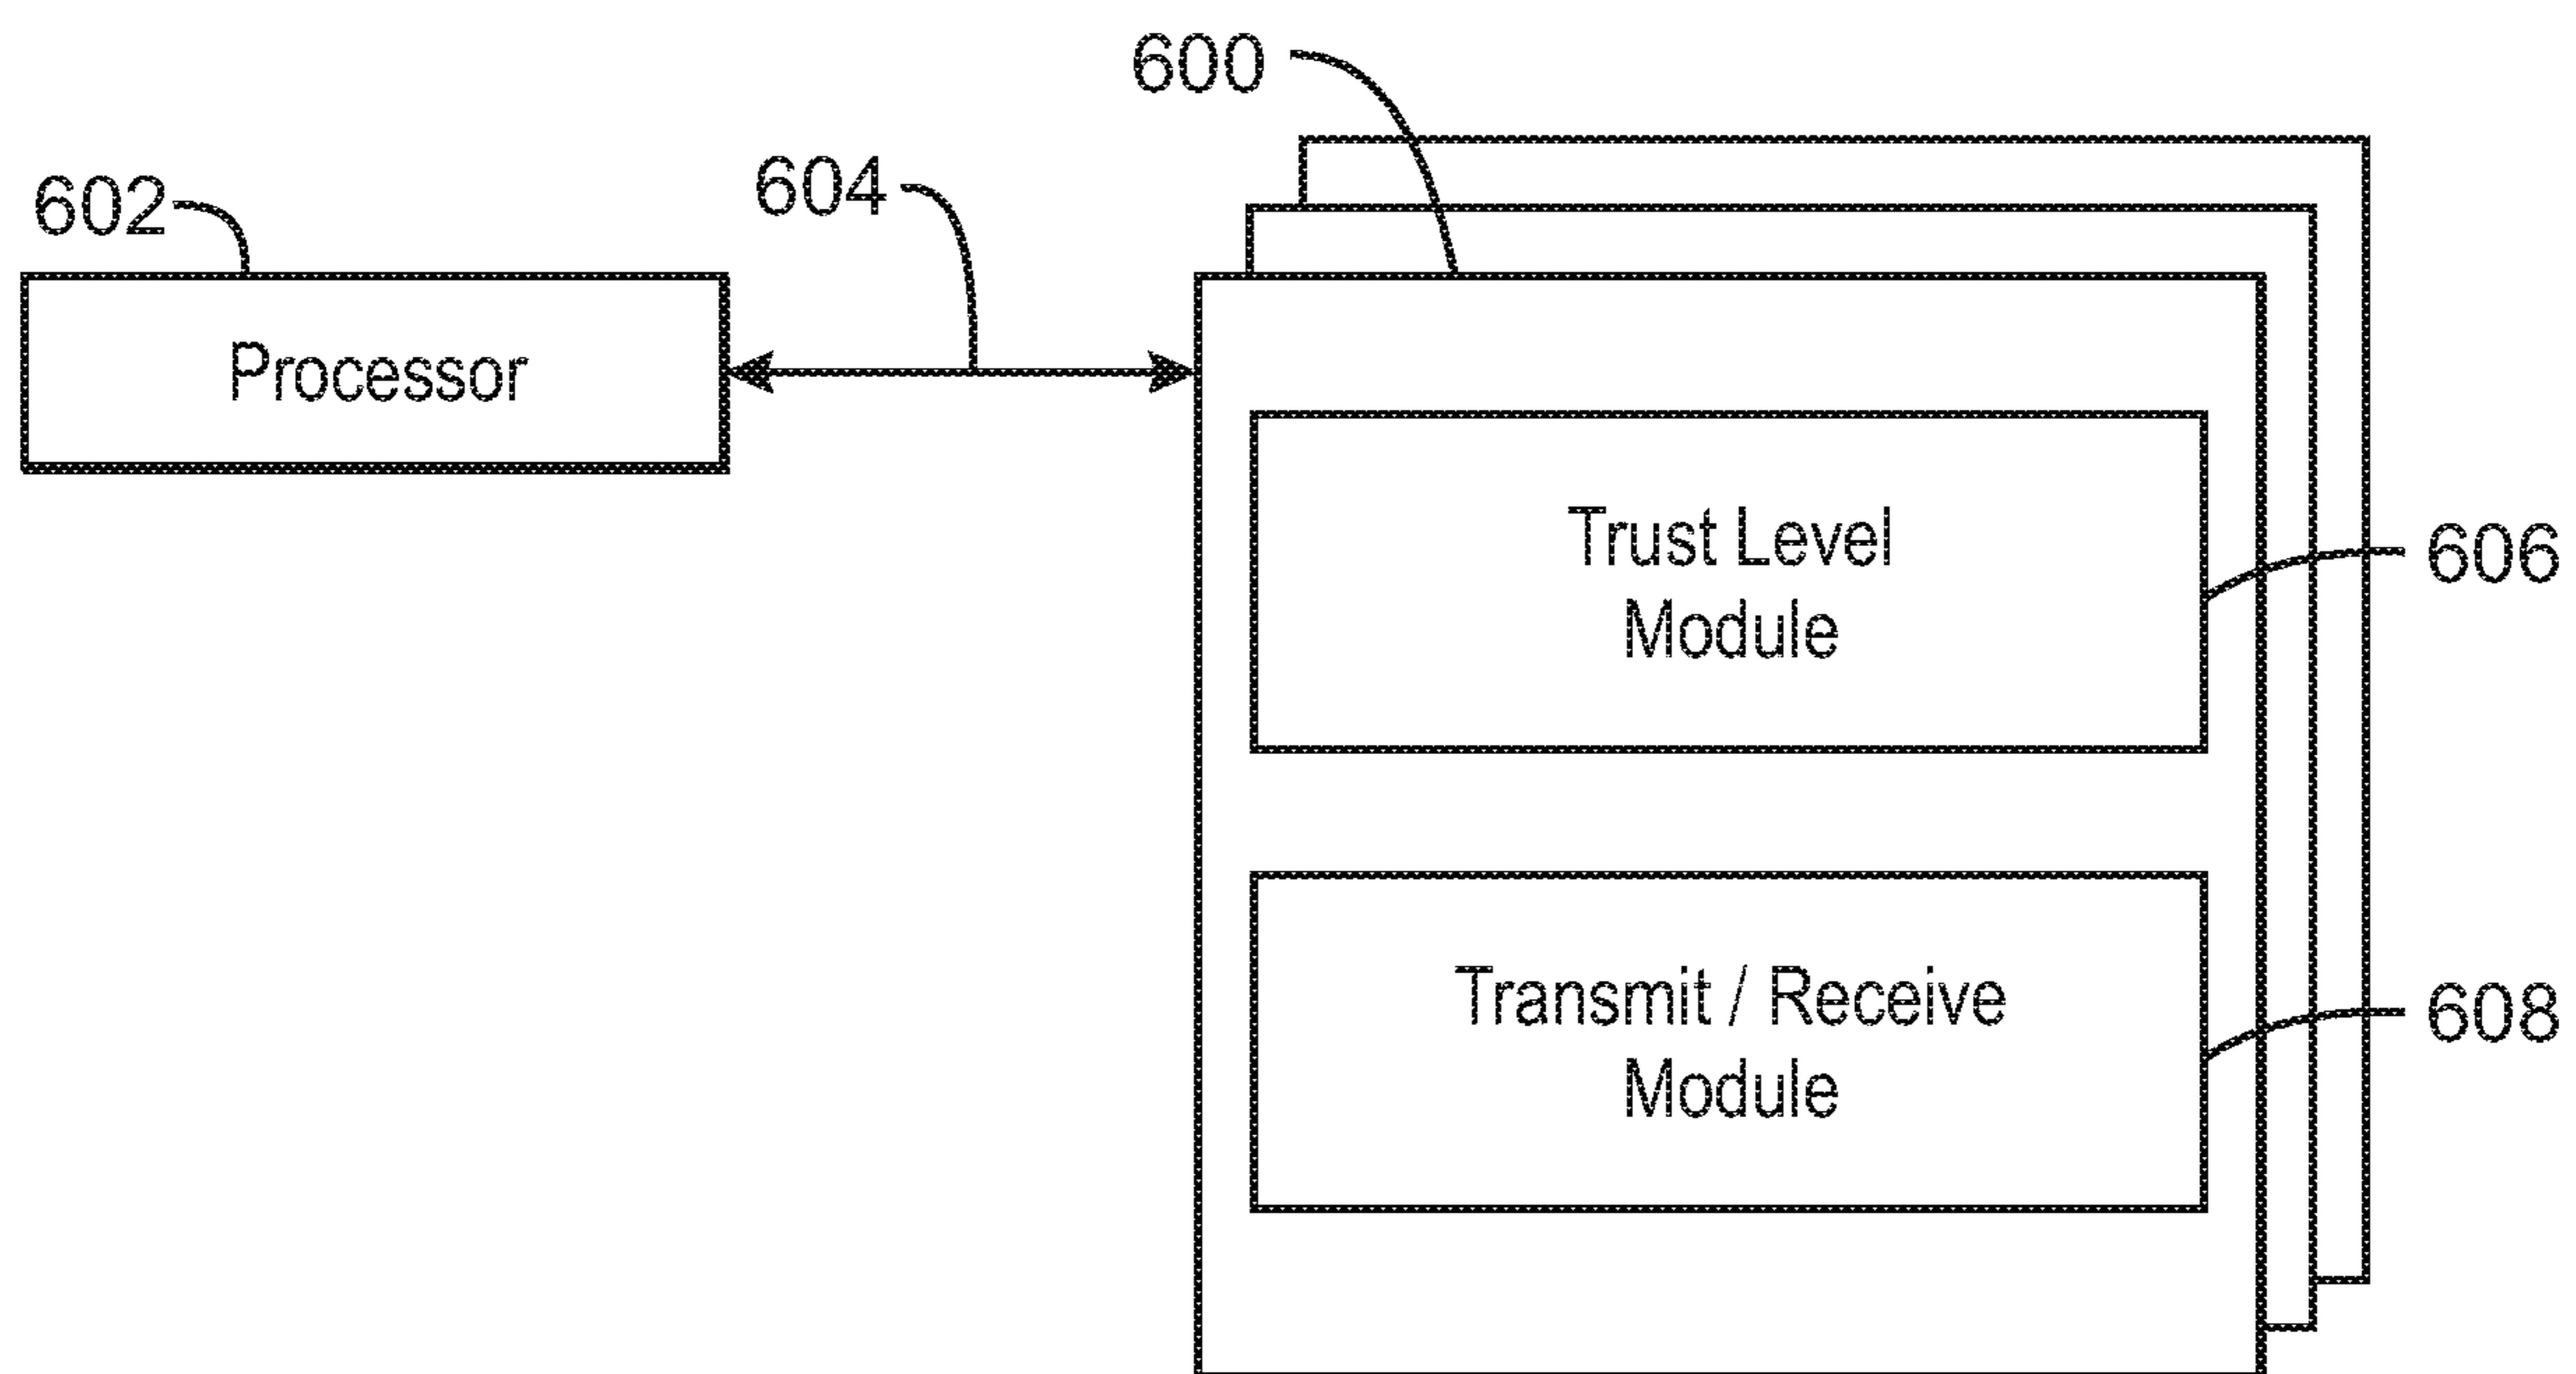 600
604
602
Processor
Trust Level
Module
606
Transmit / Receive
Module
608